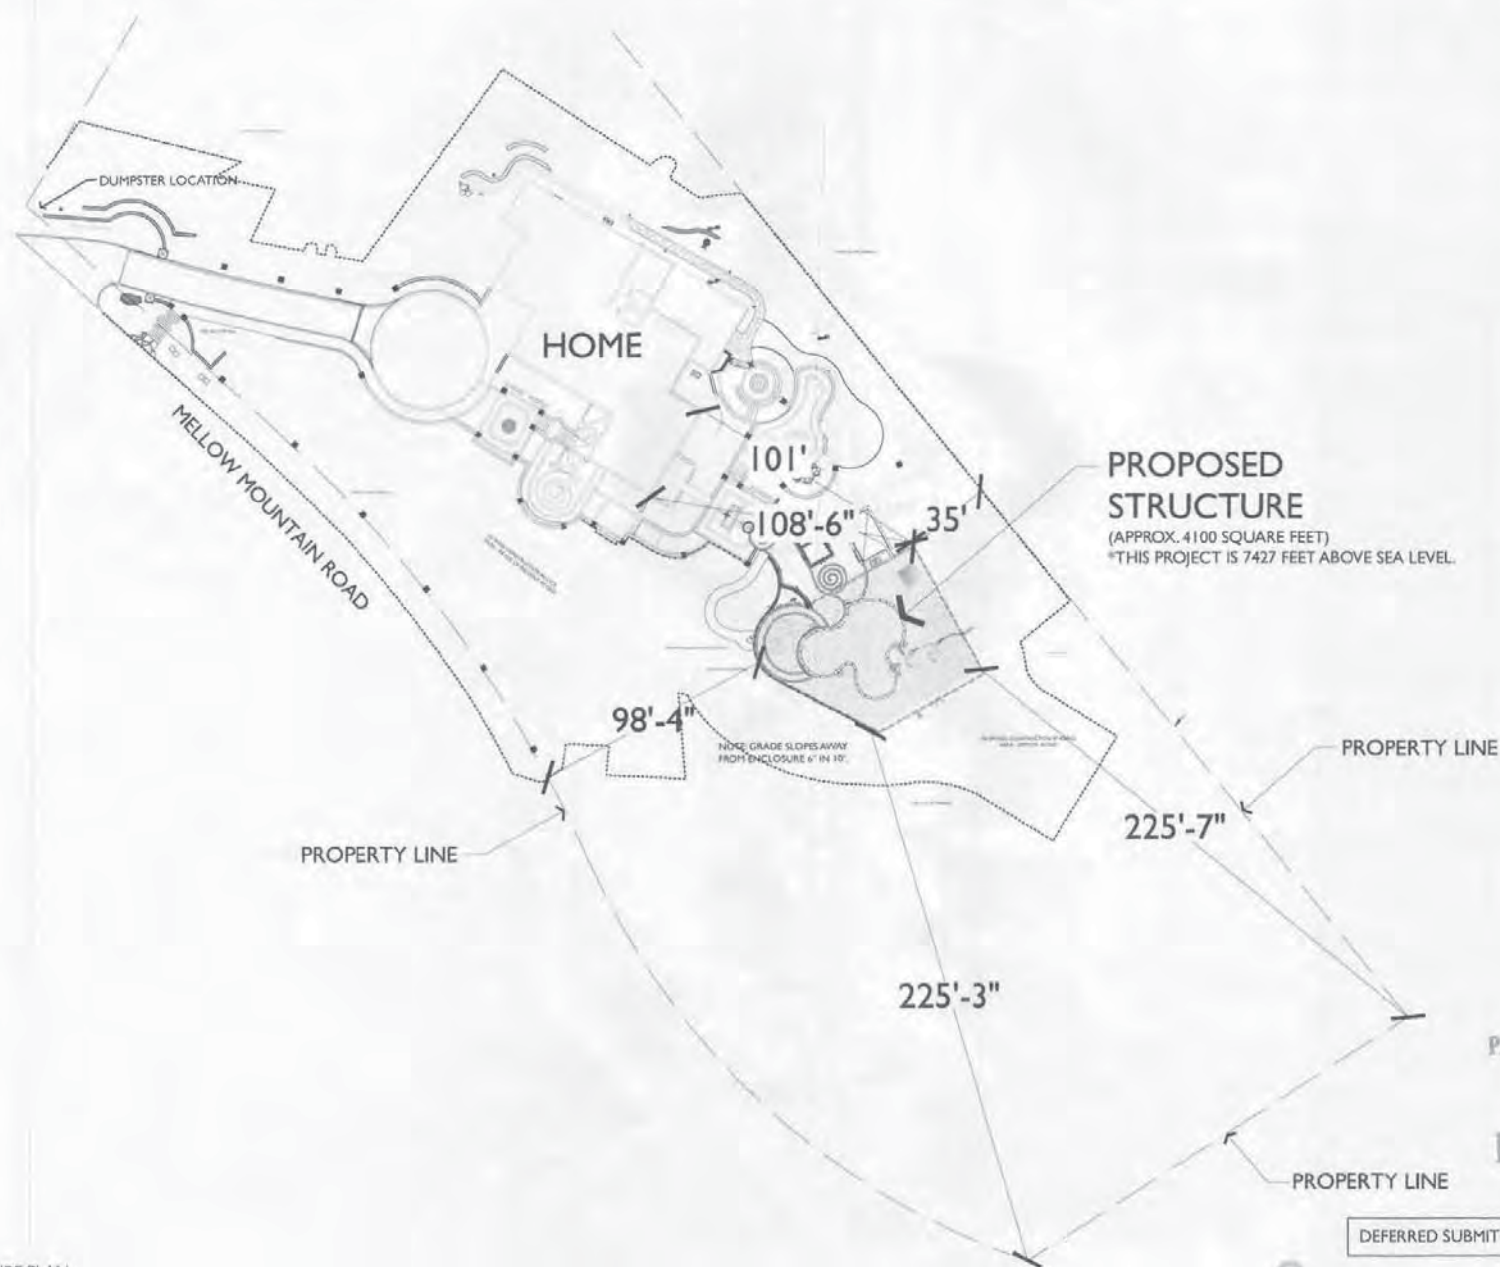 DUMPSTER LOCATION
HOME
MELLOW MOUNTAIN ROAD
101'
108'-6"
35'
PROPOSED
STRUCTURE
(APPROX. 4100 SQUARE FEET)
*THIS PROJECT IS 7427 FEET ABOVE SEA LEVEL.
98'-4"
NOTE: GRADE SLOPES AWAY
FROM ENCLOSURE 6" IN 10'.
PROPERTY LINE
225'-7"
PROPERTY LINE
225'-3"
PROPERTY LINE
DEFERRED SUBMIT